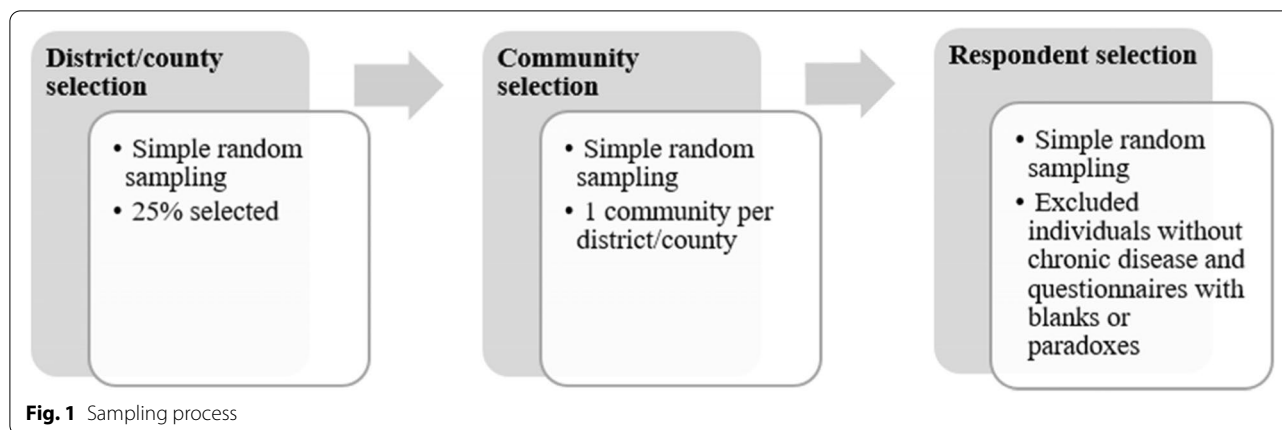 District/county
selection
• Simple random
sampling
• 25% selected
Community
selection
• Simple random
sampling
• 1 community per
district/county
Respondent selection
• Simple random
sampling
• Excluded
individuals without
chronic disease and
questionnaires with
blanks or
paradoxes
Fig. 1 Sampling process